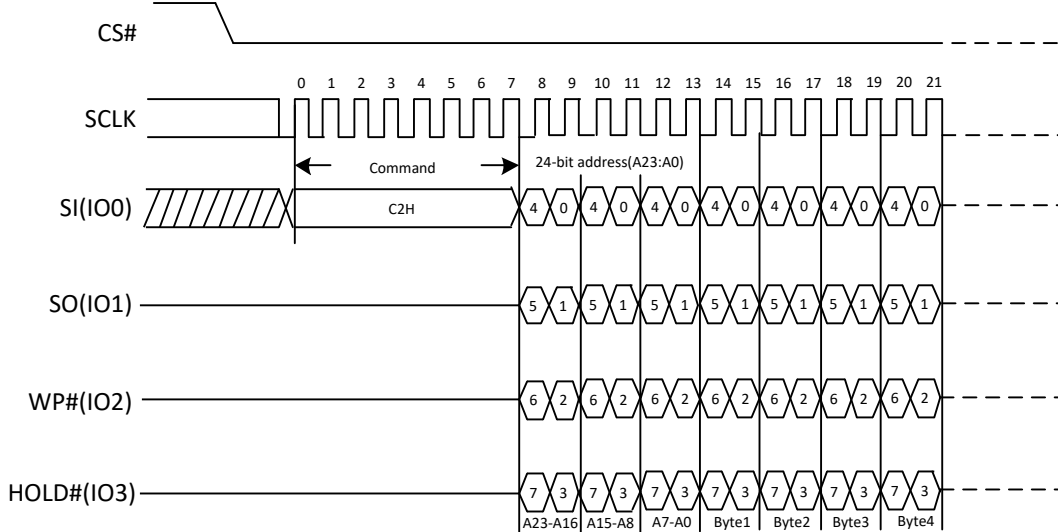 CS#
0 1 2 3 4 5 6 7 8 9 10 11 12 13 14 15 16 17 18 19 20 21
SCLK
Command
24-bit address(A23:A0)
SI(IO0)
C2H
4 0 4 0 4 0 4 0 4 0 4 0 4 0
SO(IO1)
5 1 5 1 5 1 5 1 5 1 5 1 5 1
WP#(IO2)
6 2 6 2 6 2 6 2 6 2 6 2 6 2
HOLD#(IO3)
7 3 7 3 7 3 7 3 7 3 7 3 7 3
A23-A16 A15-A8 A7-A0 Byte1 Byte2 Byte3 Byte4